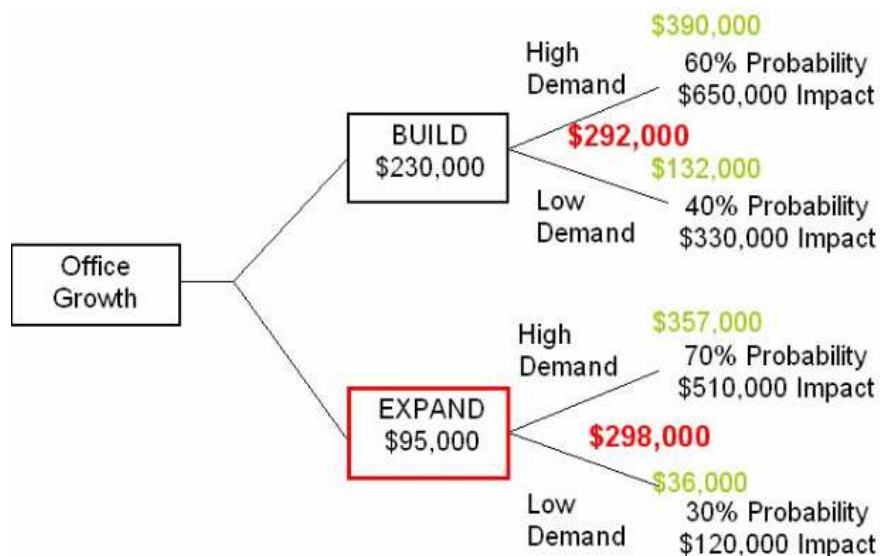 $390,000
High
Demand
60% Probability
$650,000 Impact
BUILD
$230,000
$292,000
$132,000
Low
Demand
40% Probability
$330,000 Impact
Office
Growth
$357,000
High
Demand
70% Probability
$510,000 Impact
EXPAND
$95,000
$298,000
$36,000
Low
Demand
30% Probability
$120,000 Impact